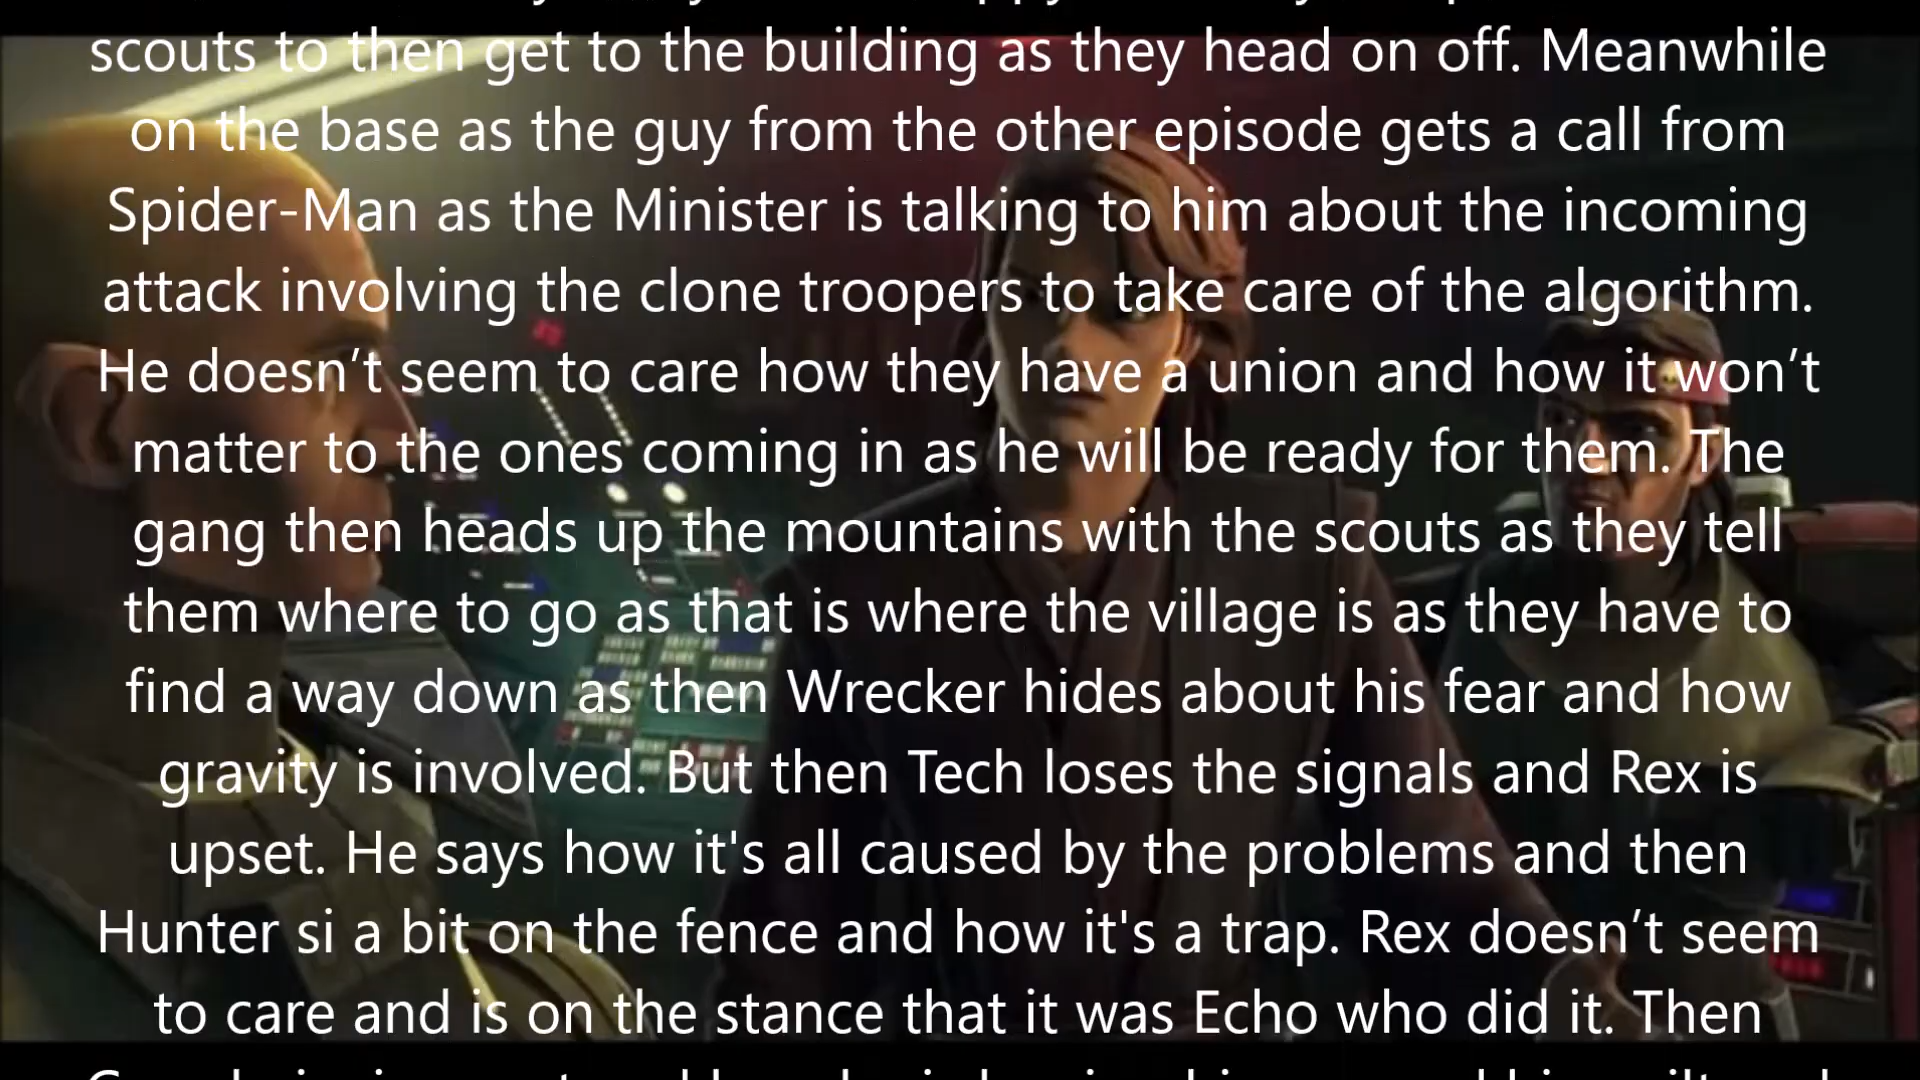 scouts to then get to the building as they head on off. Meanwhile
on the base as the guy from the other episode gets a call from
Spider-Man as the Minister is talking to him about the incoming
attack involving the clone troopers to take care of the algorithm.
He doesn’t seem to care how they have a union and how it won’t
matter to the ones coming in as he will be ready for them. The
gang then heads up the mountains with the scouts as they tell
them where to go as that is where the village is as they have to
find a way down as then Wrecker hides about his fear and how
gravity is involved. But then Tech loses the signals and Rex is
upset. He says how it's all caused by the problems and then
Hunter si a bit on the fence and how it's a trap. Rex doesn’t seem
to care and is on the stance that it was Echo who did it. Then